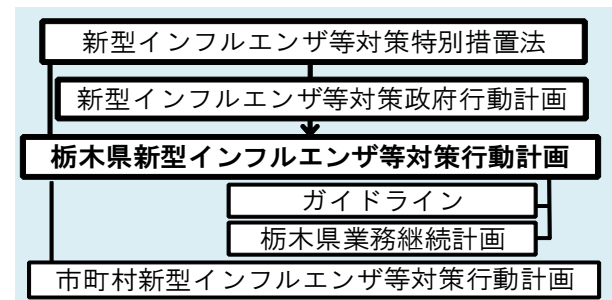 新型インフルエンザ等対策特別措置法
新型インフルエンザ等対策政府行動計画
栃木県新型インフルエンザ等対策行動計画
ガイドライン
栃木県業務継続計画
市町村新型インフルエンザ等対策行動計画